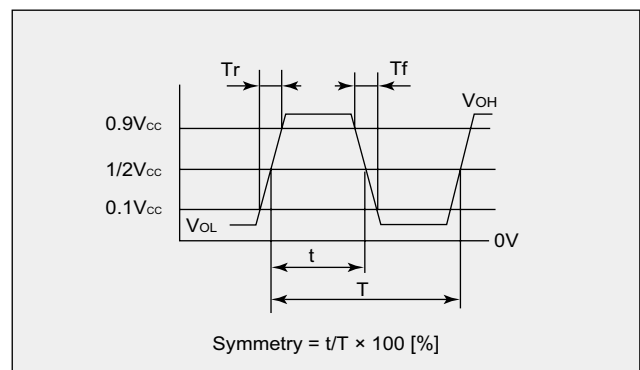 Tr
Tf
VOH
0.9Vcc
1/2Vcc
0.1Vcc
VOL
0V
t
T
Symmetry = t/T × 100 [%]